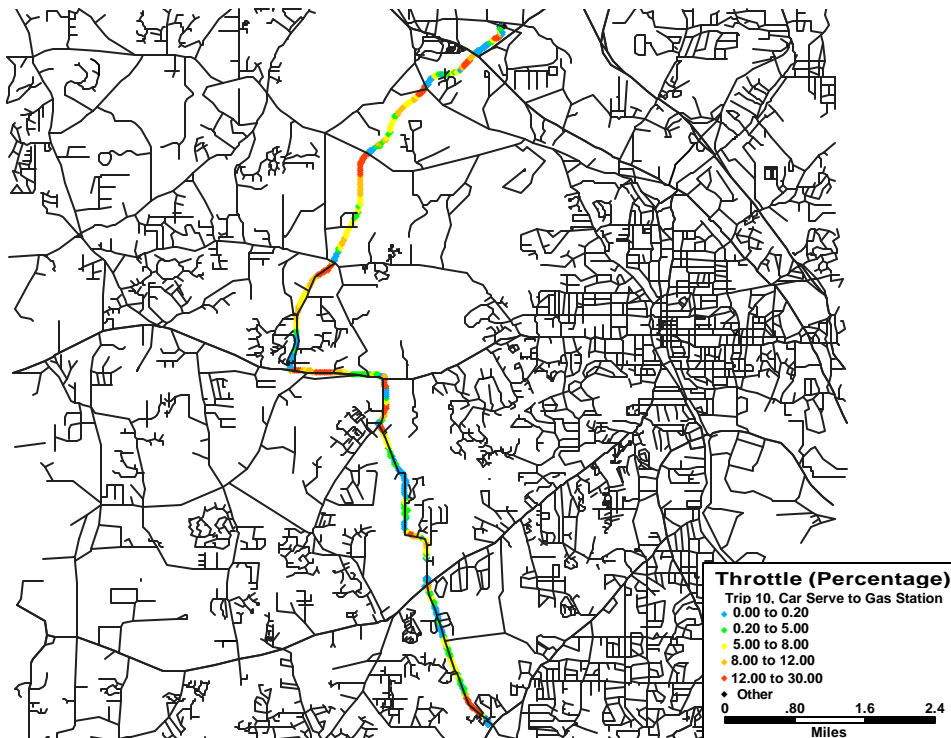 Throttle (Percentage)
Trip 10, Car Serve to Gas Station
0.00 to 0.20
0.20 to 5.00
5.00 to 8.00
8.00 to 12.00
12.00 to 30.00
Other
0 .80 1.6 2.4
Miles